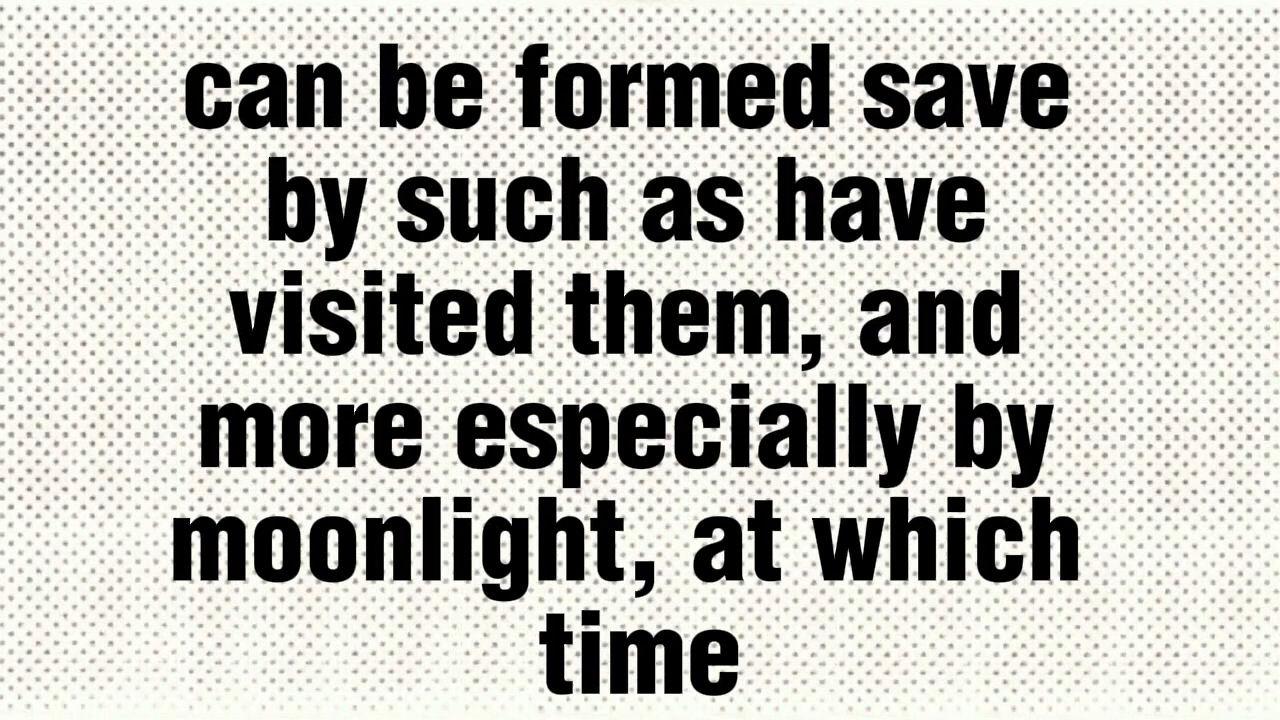 can be formed save
by such as have
visited them, and
more especially by
moonlight, at which
time